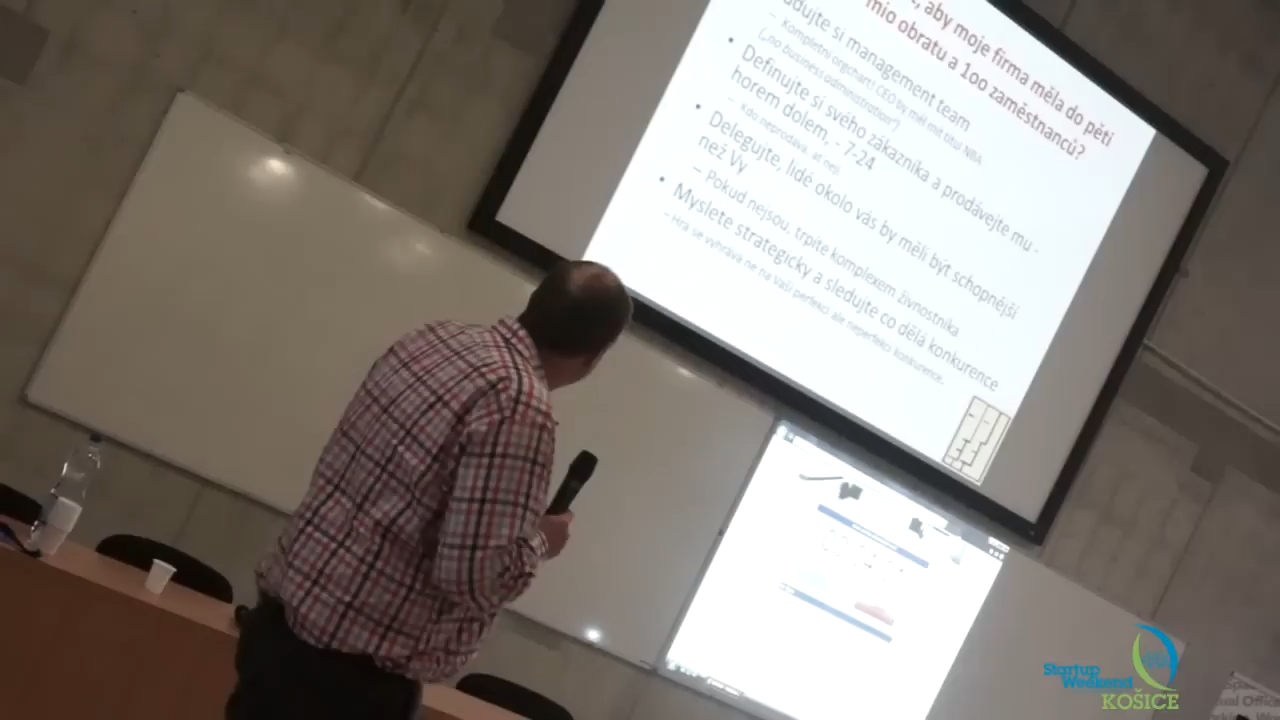 , aby moje firma měla do pěti
mio obratu a 1oo zaměstnanců?
dujte si management team
– Kompletní orgchart! CEO by měl mít titul NBA
(„no business administration")
• Definujte si svého zákazníka a prodávejte mu -
horem dolem, - 7-24
– Kdo neprodává, ať nejí
• Delegujte, lidé okolo vás by měli být schopnější
než Vy
– Pokud nejsou, trpíte komplexem živnostníka
• Myslete strategicky a sledujte co dělá konkurence
– Hra se vyhrává ne na Vaší perfekci ale neperfekci konkurence.
Startup
Weekend
KOŠICE